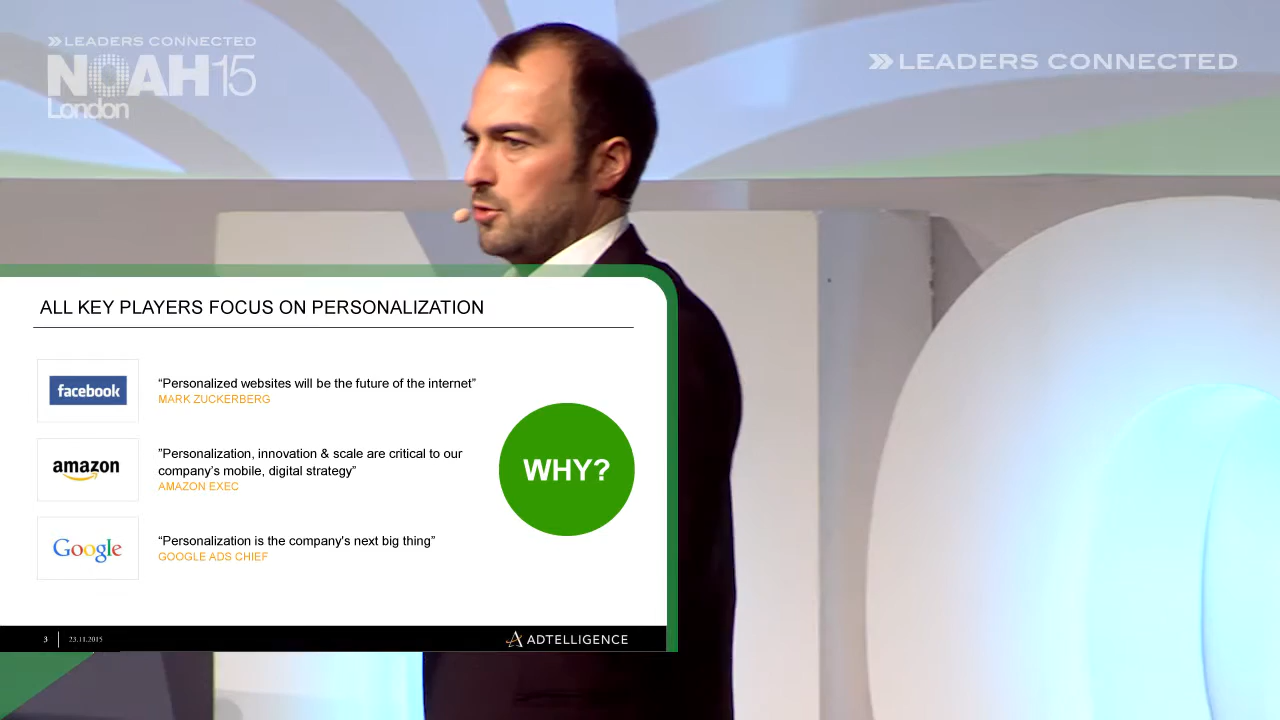 LEADERS CONNECTED
NOAH15
London
LEADERS CONNECTED
ALL KEY PLAYERS FOCUS ON PERSONALIZATION
facebook
“Personalized websites will be the future of the internet”
MARK ZUCKERBERG
amazon
”Personalization, innovation & scale are critical to our
company's mobile, digital strategy”
AMAZON EXEC
WHY?
Google
“Personalization is the company's next big thing”
GOOGLE ADS CHIEF
3
23.11.2015
ADTELLIGENCE